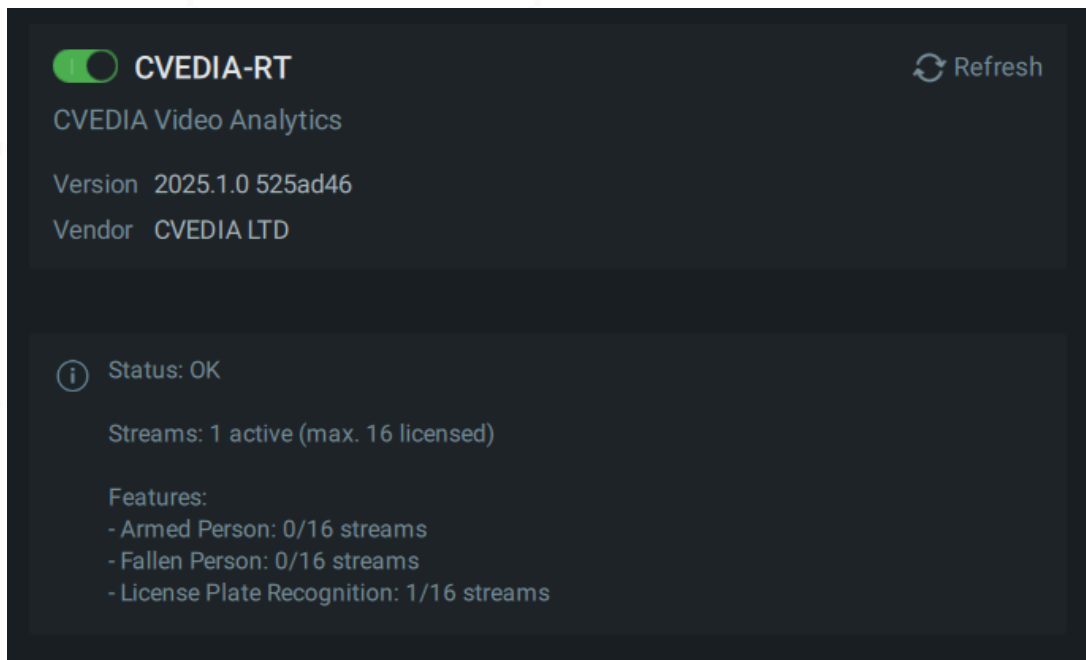 CVEDIA-RT
Refresh
CVEDIA Video Analytics
Version 2025.1.0 525ad46
Vendor CVEDIA LTD
Status: OK
Streams: 1 active (max. 16 licensed)
Features:
- Armed Person: 0/16 streams
- Fallen Person: 0/16 streams
- License Plate Recognition: 1/16 streams